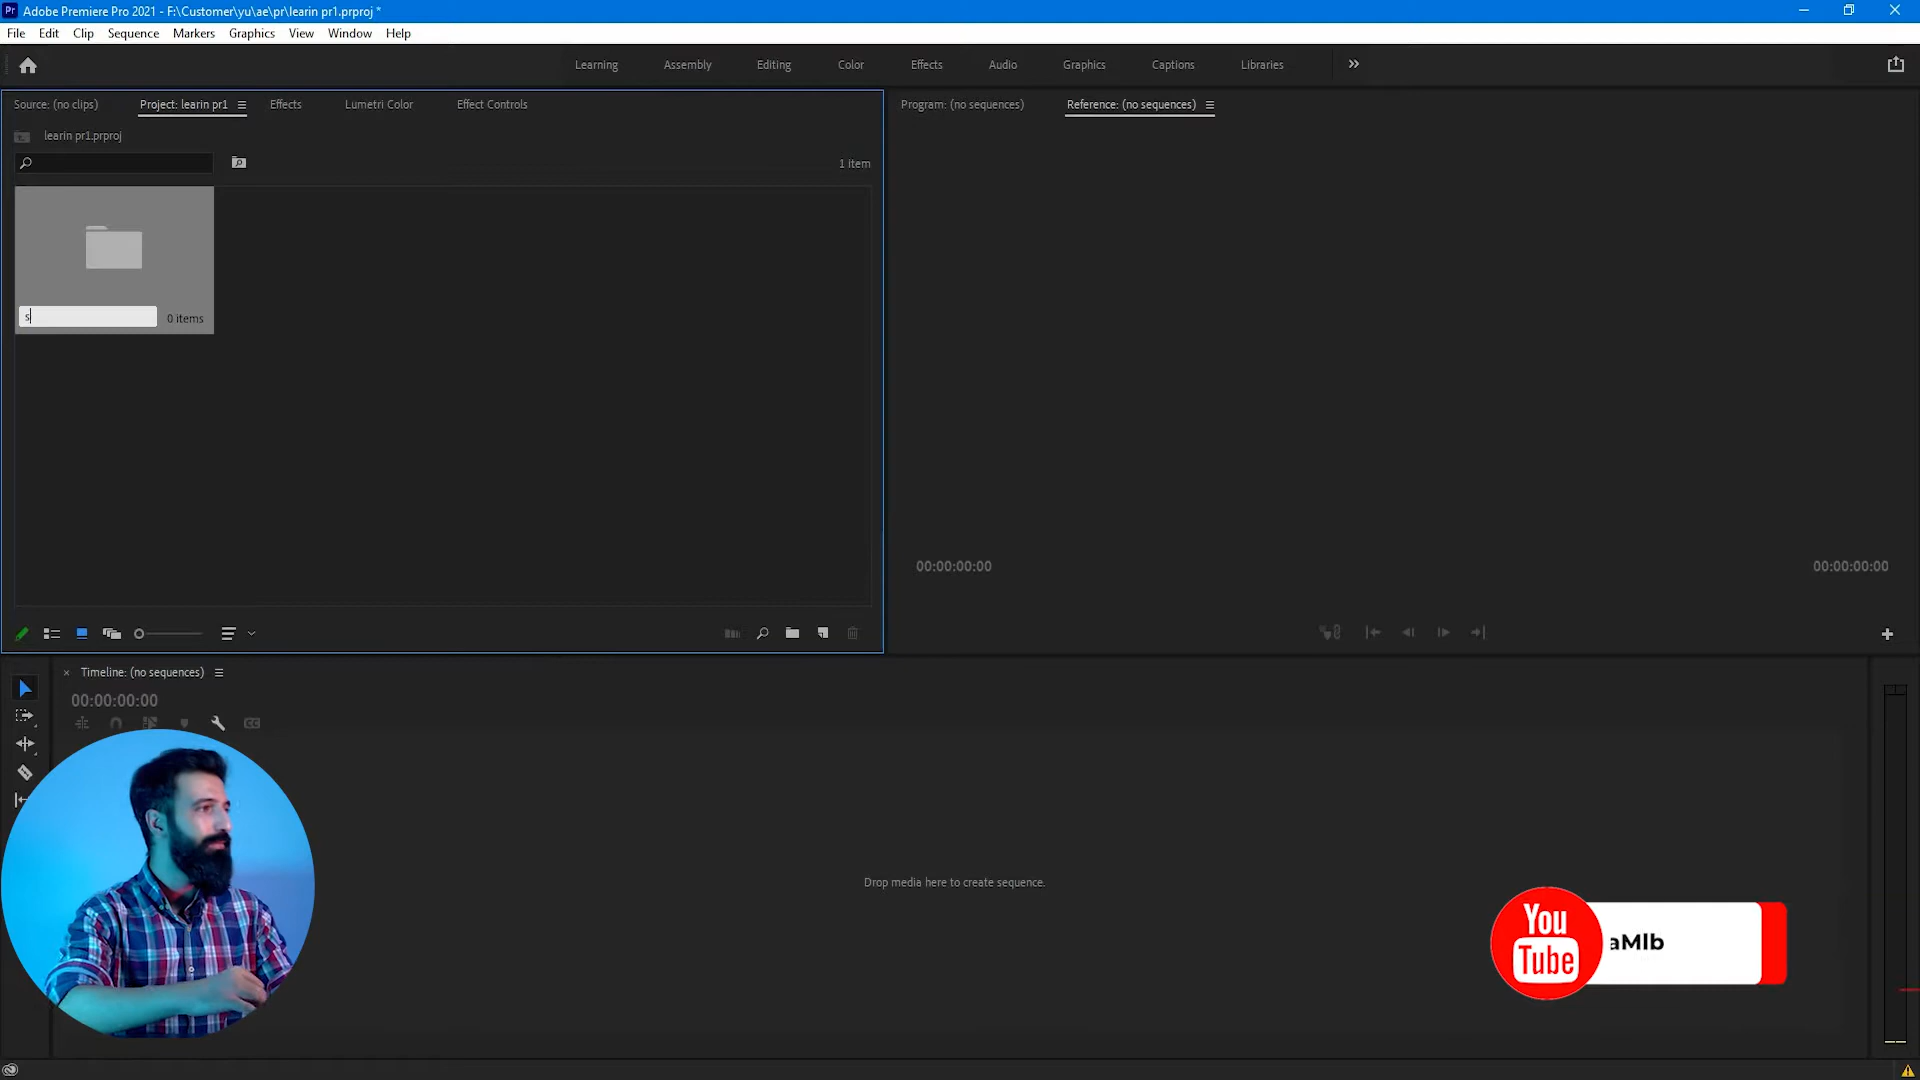 Pr Adobe Premiere Pro 2021 - F:\Customer\yu\ae\pr\learin pr1.prproj *
File Edit Clip Sequence Markers Graphics View Window Help
Learning Assembly Editing Color Effects Audio Graphics Captions Libraries
Source: (no clips) Project: learin pr1 Effects Lumetri Color Effect Controls
Program: (no sequences) Reference: (no sequences)
learin pr1.prproj
1 item
s 0 items
00:00:00:00 00:00:00:00
Timeline: (no sequences)
00:00:00:00
CC
Drop media here to create sequence.
You
Tube
aMlb